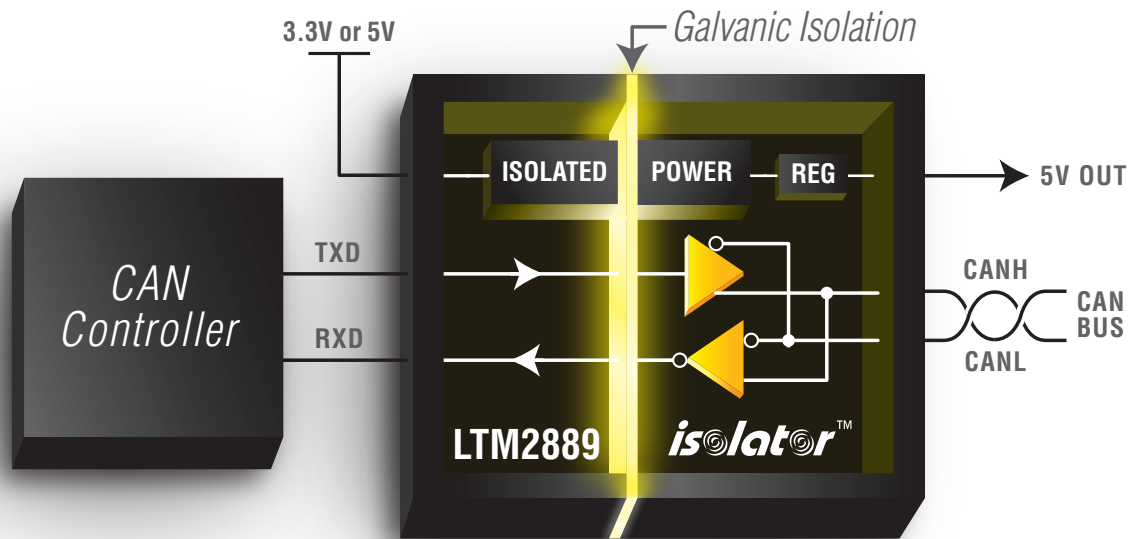 3.3V or 5V
Galvanic Isolation
ISOLATED
POWER
REG
5V OUT
CAN
Controller
TXD
RXD
CANH
CANL
CAN
BUS
LTM2889
isolator™